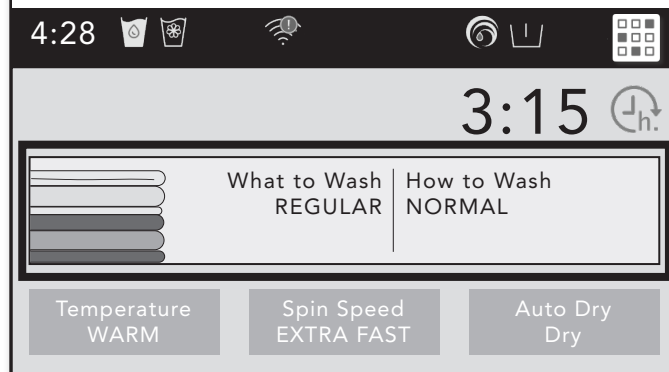 4:28
3:15 h.
What to Wash
REGULAR
How to Wash
NORMAL
Temperature
WARM
Spin Speed
EXTRA FAST
Auto Dry
Dry